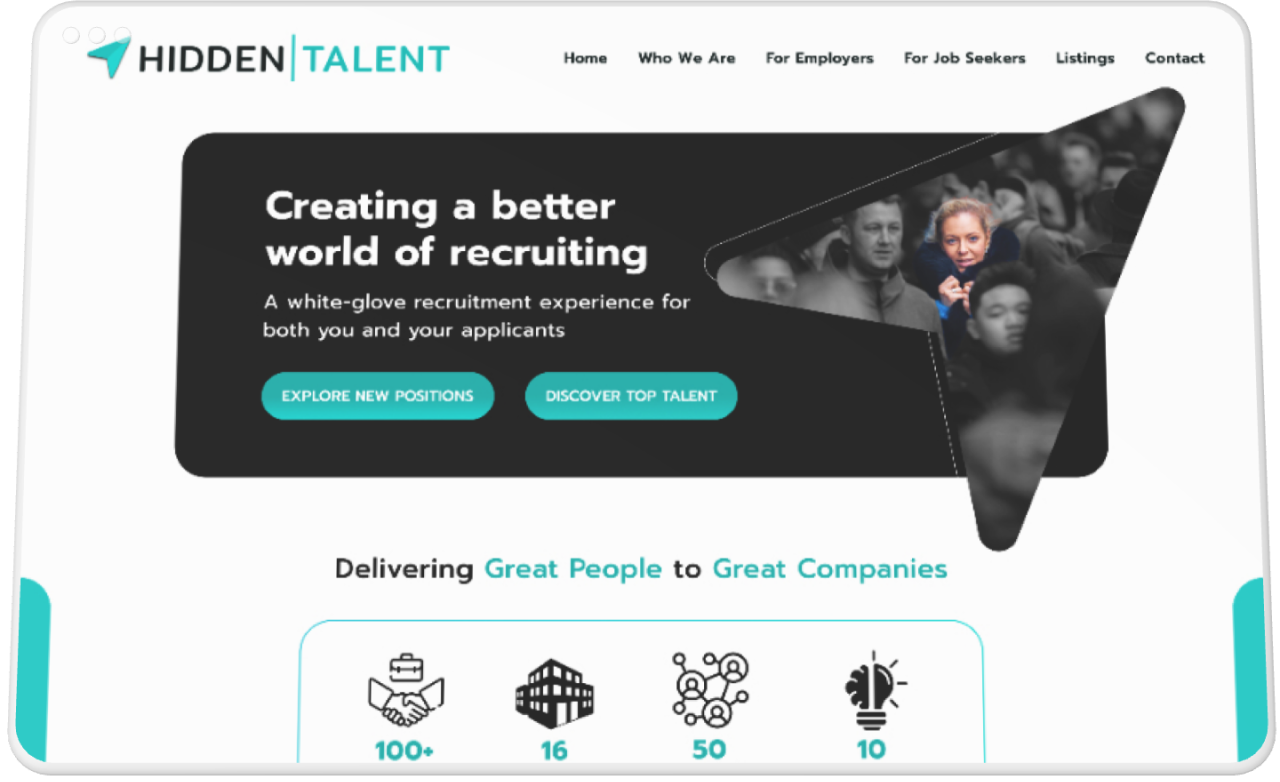 HIDDEN|TALENT
Home Who We Are For Employers For Job Seekers Listings Contact
Creating a better
world of recruiting
A white-glove recruitment experience for
both you and your applicants
EXPLORE NEW POSITIONS DISCOVER TOP TALENT
Delivering Great People to Great Companies
100+ 16 50 10